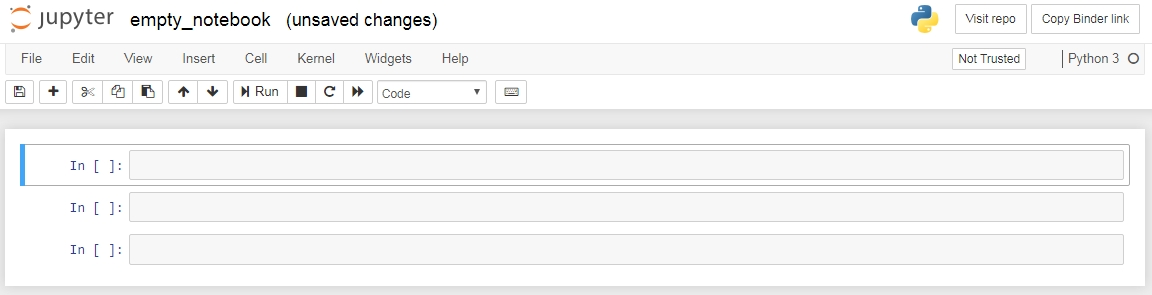 jupyter empty_notebook (unsaved changes) Visit repo Copy Binder link
File Edit View Insert Cell Kernel Widgets Help Not Trusted Python 3
Run Code
In [ ]:
In [ ]:
In [ ]: